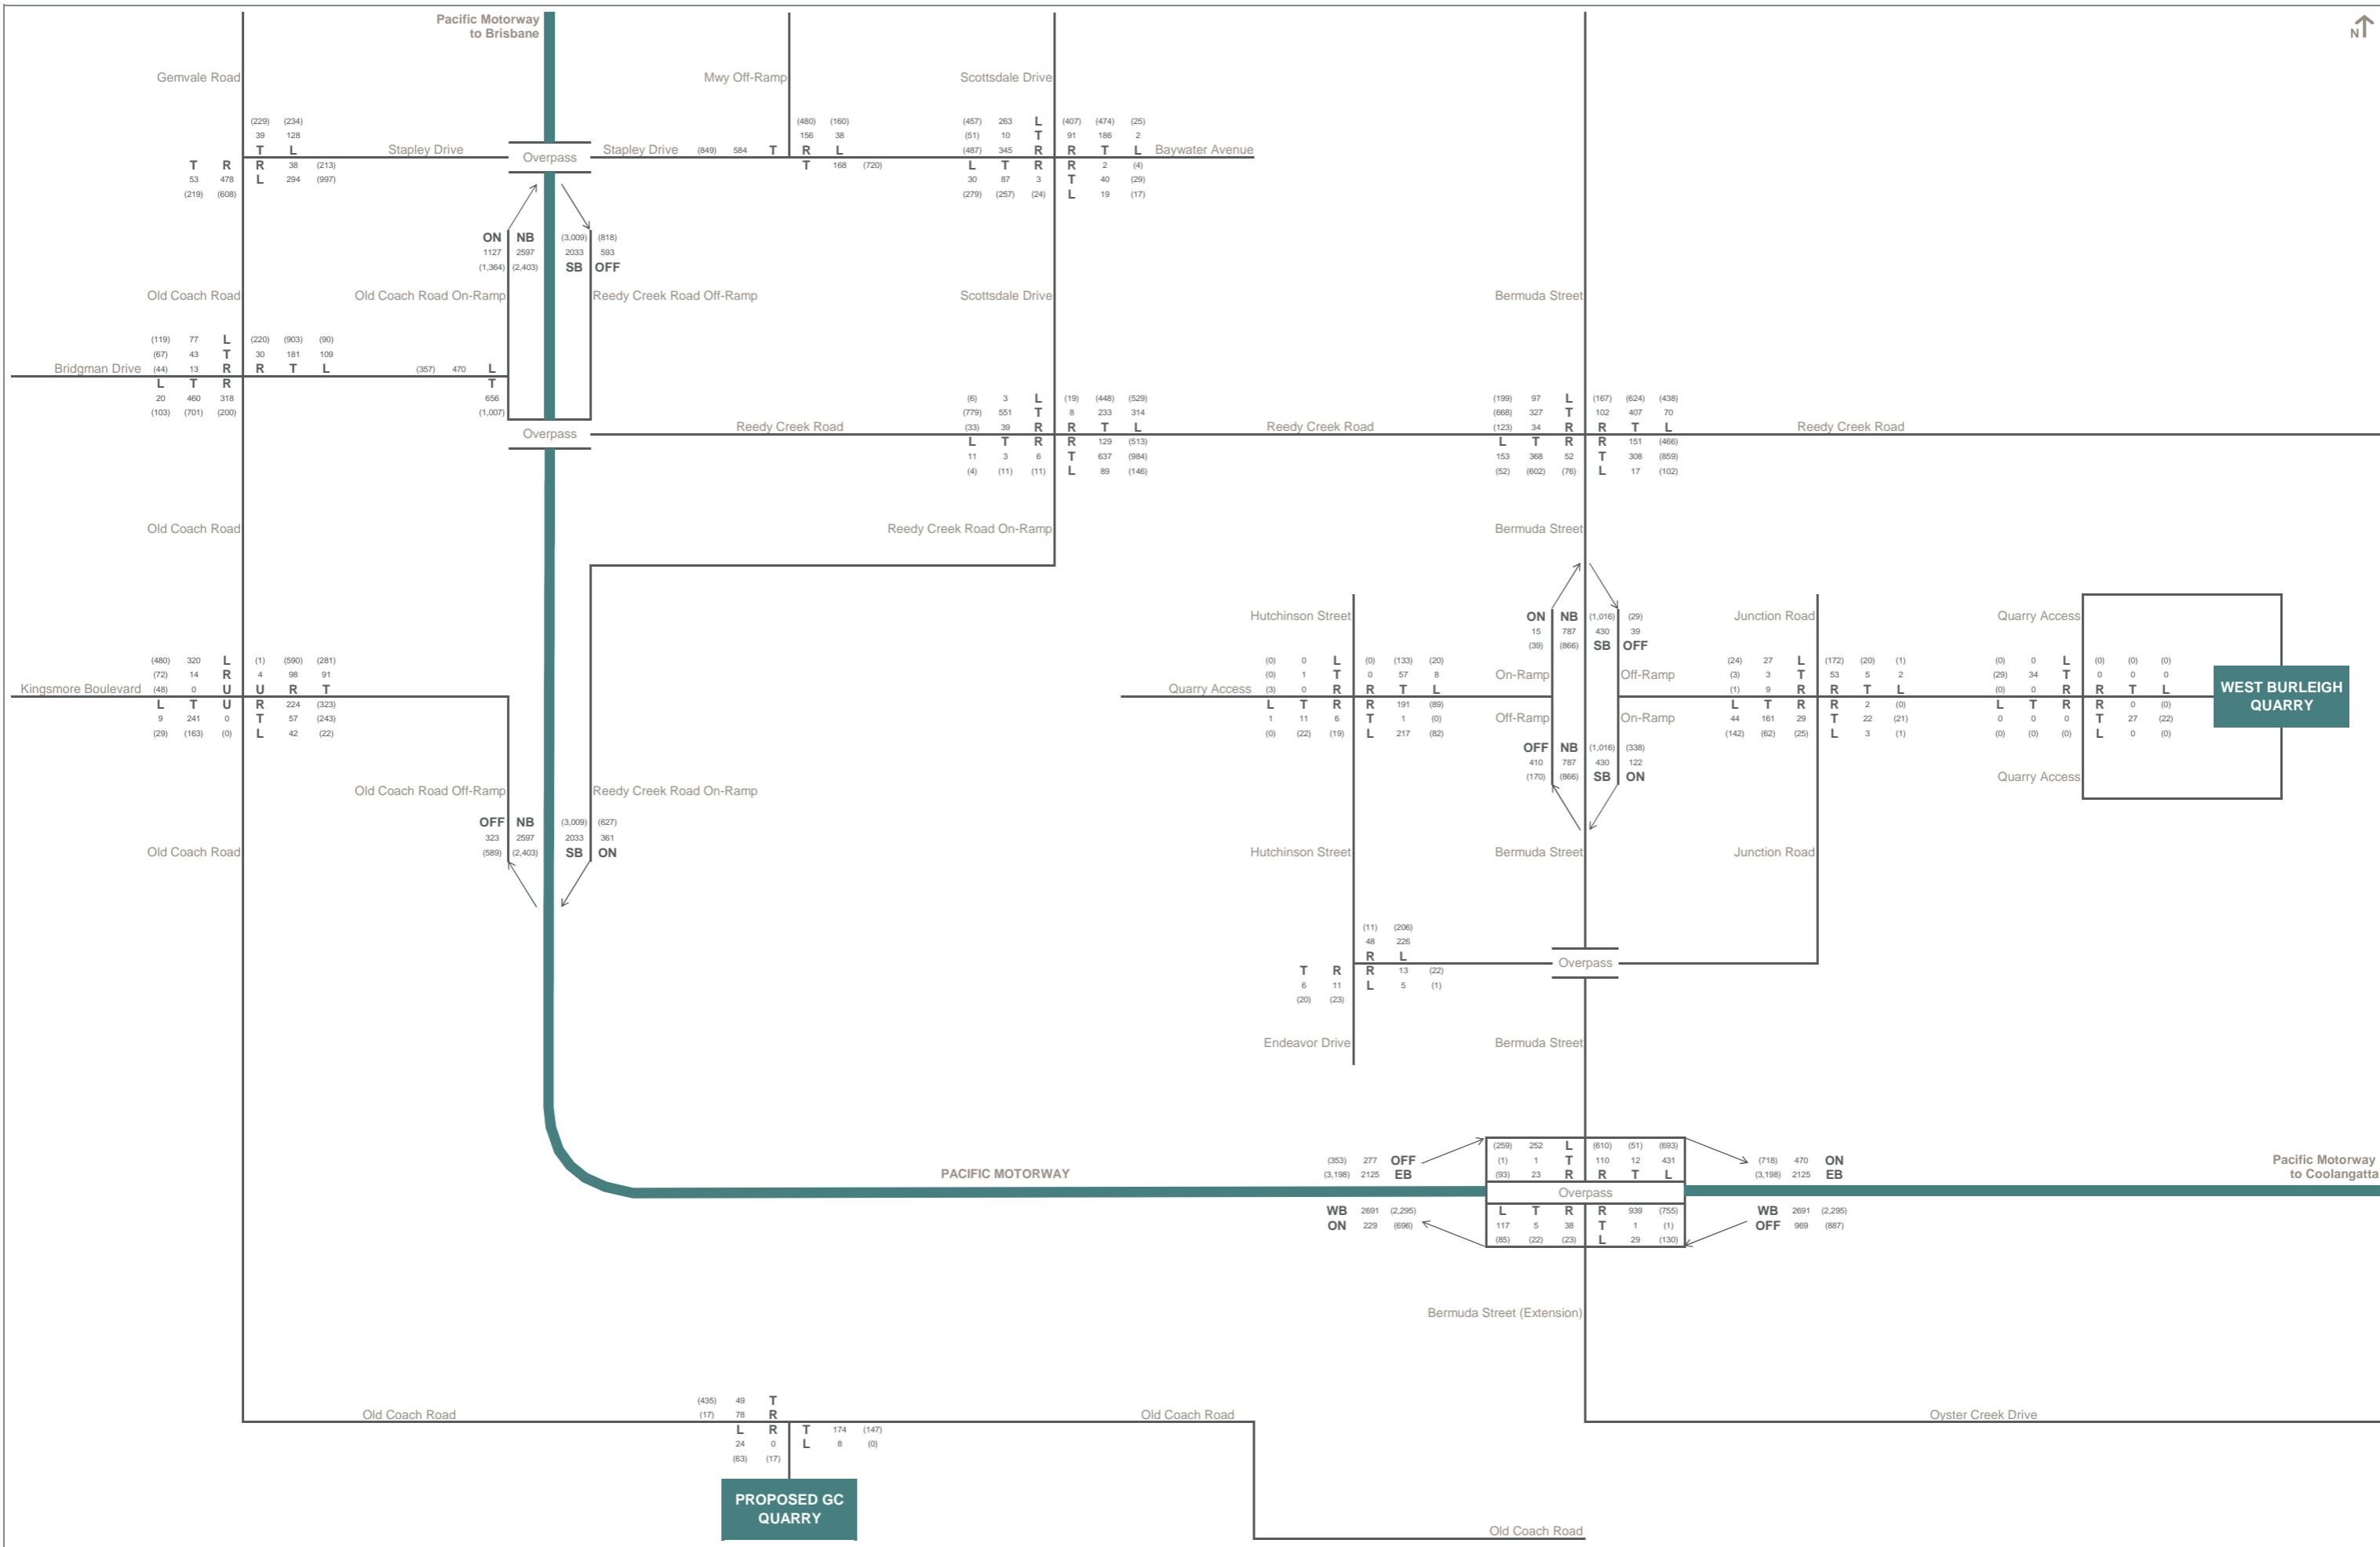 Pacific Motorway
to Brisbane
N
Gemvale Road
Mwy Off-Ramp
Scottsdale Drive
(229) (234)
39 128
T L
Stapley Drive
Overpass
Stapley Drive
(849) 584 T
(480) (160)
156 38
R L
T 168 (720)
(457) 263 L (407) (474) (25)
(51) 10 T 91 186 2
(487) 345 R R T L
Baywater Avenue
T R R 38 (213)
53 478 L 294 (997)
(219) (608)
L T R R 2 (4)
30 87 3 T 40 (29)
(279) (257) (24) L 19 (17)
ON NB (3,009) (818)
1127 2597 2033 593
(1,364) (2,403) SB OFF
Old Coach Road
Old Coach Road On-Ramp
Reedy Creek Road Off-Ramp
Scottsdale Drive
Bermuda Street
(119) 77 L (220) (903) (90)
(67) 43 T 30 181 109
Bridgman Drive (44) 13 R R T L
(357) 470 L
L T R
20 460 318
(103) (701) (200)
T
656
(1,007)
Overpass
Reedy Creek Road
(6) 3 L (19) (448) (529)
(779) 551 T 8 233 314
(33) 39 R R T L
L T R R 129 (513)
11 3 6 T 637 (984)
(4) (11) (11) L 89 (146)
Reedy Creek Road
(199) 97 L (167) (624) (438)
(668) 327 T 102 407 70
(123) 34 R R T L
L T R R 151 (466)
153 368 52 T 308 (859)
(52) (602) (76) L 17 (102)
Reedy Creek Road
Old Coach Road
Reedy Creek Road On-Ramp
Bermuda Street
Hutchinson Street
ON NB (1,016) (29)
15 787 430 39
(39) (866) SB OFF
Junction Road
Quarry Access
(480) 320 L (1) (590) (281)
(72) 14 R 4 98 91
Kingsmore Boulevard (48) 0 U U R T
L T U R 224 (323)
9 241 0 T 57 (243)
(29) (163) (0) L 42 (22)
(0) 0 L (0) (133) (20)
(0) 1 T 0 57 8
Quarry Access (3) 0 R R T L
L T R R 191 (89)
1 11 6 T 1 (0)
(0) (22) (19) L 217 (82)
On-Ramp
Off-Ramp
Off-Ramp
On-Ramp
(24) 27 L (172) (20) (1)
(3) 3 T 53 5 2
(1) 9 R R T L
L T R R 2 (0)
44 161 29 T 22 (21)
(142) (62) (25) L 3 (1)
(0) 0 L (0) (0) (0)
(29) 34 T 0 0 0
(0) 0 R R T L
L T R R 0 (0)
0 0 0 T 27 (22)
(0) (0) (0) L 0 (0)
WEST BURLEIGH
QUARRY
OFF NB (1,016) (338)
410 787 430 122
(170) (866) SB ON
Quarry Access
Old Coach Road Off-Ramp
Reedy Creek Road On-Ramp
OFF NB (3,009) (627)
323 2597 2033 361
(589) (2,403) SB ON
Old Coach Road
Hutchinson Street
Bermuda Street
Junction Road
(11) (206)
48 226
R L
T R R 13 (22)
6 11 L 5 (1)
(20) (23)
Overpass
Endeavor Drive
Bermuda Street
PACIFIC MOTORWAY
(353) 277 OFF
(3,198) 2125 EB
(259) 252 L (610) (51) (693)
(1) 1 T 110 12 431
(93) 23 R R T L
Overpass
(718) 470 ON
(3,198) 2125 EB
Pacific Motorway
to Coolangatta
WB 2691 (2,295)
ON 229 (696)
L T R R 939 (755)
117 5 38 T 1 (1)
(85) (22) (23) L 29 (130)
WB 2691 (2,295)
OFF 969 (887)
Bermuda Street (Extension)
Old Coach Road
(435) 49 T
(17) 78 R
L R T 174 (147)
24 0 L 8 (0)
(63) (17)
Old Coach Road
Oyster Creek Drive
PROPOSED GC
QUARRY
Old Coach Road